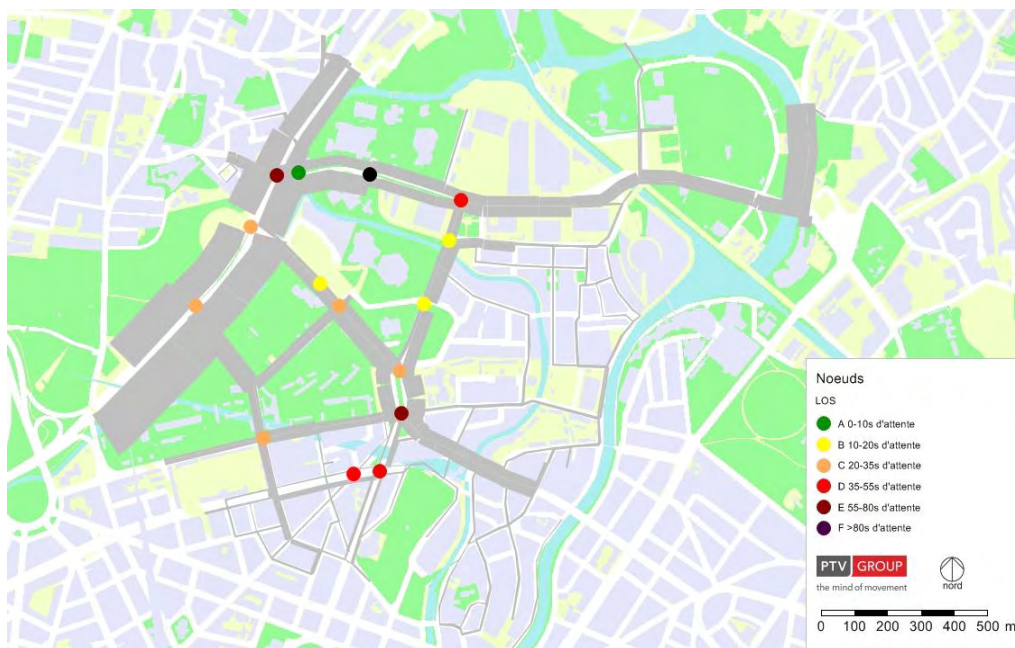 Noeuds
LOS
A 0-10s d'attente
B 10-20s d'attente
C 20-35s d'attente
D 35-55s d'attente
E 55-80s d'attente
F >80s d'attente
PTV GROUP
the mind of movement
nord
0 100 200 300 400 500 m